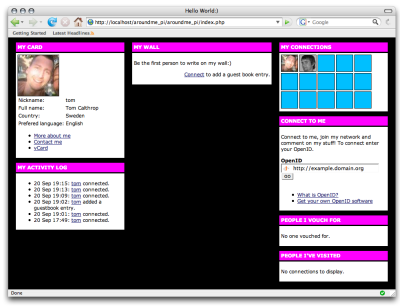 Hello World:)
http://localhost/aroundme_pi/aroundme_pi/index.php
Google
Getting Started Latest Headlines
MY CARD
Nickname: tom
Full name: Tom Calthrop
Country: Sweden
Prefered language: English
More about me
Contact me
vCard
MY ACTIVITY LOG
20 Sep 19:15: tom connected.
20 Sep 19:13: tom connected.
20 Sep 19:09: tom connected.
20 Sep 19:02: tom added a
guestbook entry.
20 Sep 19:01: tom connected.
20 Sep 17:49: tom connected.
MY WALL
Be the first person to write on my wall:)
Connect to add a guest book entry.
MY CONNECTIONS
CONNECT TO ME
Connect to me, join my network and
comment on my stuff! To connect enter
your OpenID.
OpenID
http://example.domain.org
GO
What is OpenID?
Get your own OpenID software
PEOPLE I VOUCH FOR
No one vouched for.
PEOPLE I'VE VISITED
No connections to display.
Done